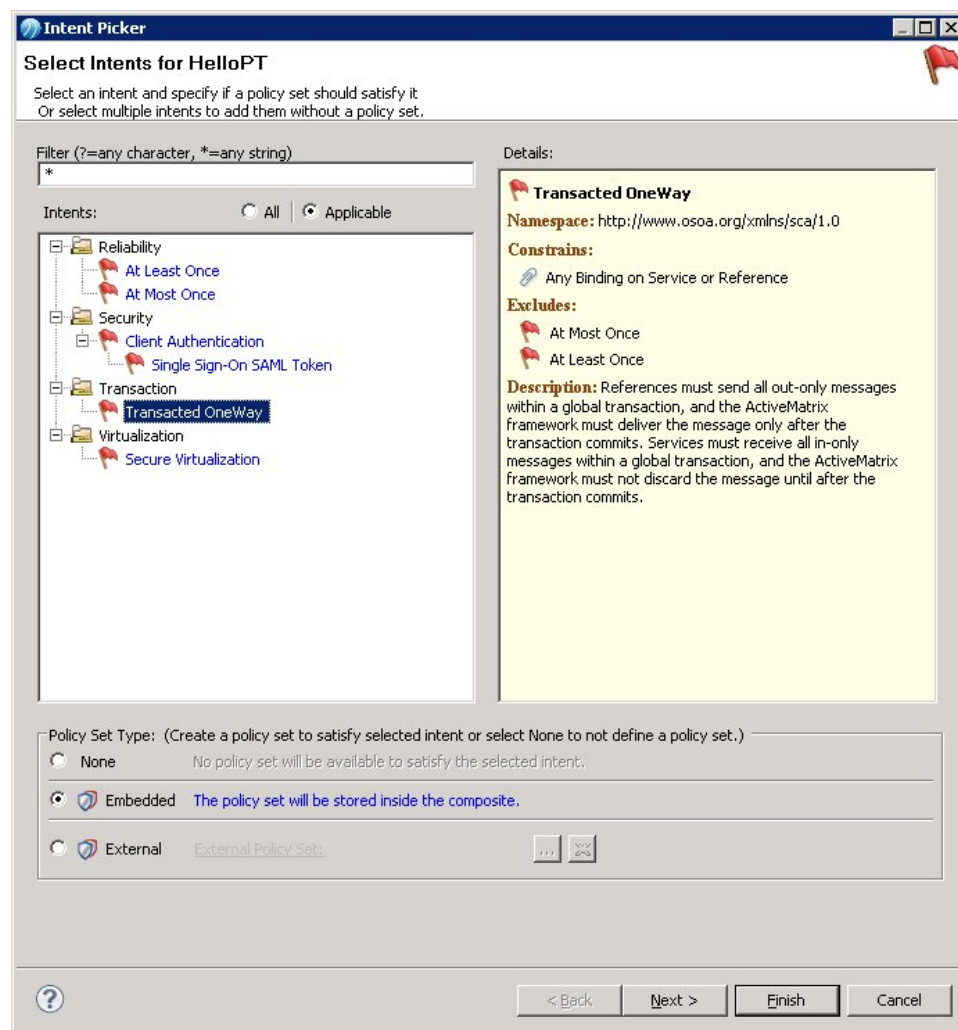 Intent Picker
Select Intents for HelloPT
Select an intent and specify if a policy set should satisfy it
Or select multiple intents to add them without a policy set.
Filter (?=any character, *=any string)
*
Intents:
All
Applicable
Reliability
At Least Once
At Most Once
Security
Client Authentication
Single Sign-On SAML Token
Transaction
Transacted OneWay
Virtualization
Secure Virtualization
Details:
Transacted OneWay
Namespace: http://www.osoa.org/xmlns/sca/1.0
Constrains:
Any Binding on Service or Reference
Excludes:
At Most Once
At Least Once
Description: References must send all out-only messages
within a global transaction, and the ActiveMatrix
framework must deliver the message only after the
transaction commits. Services must receive all in-only
messages within a global transaction, and the ActiveMatrix
framework must not discard the message until after the
transaction commits.
Policy Set Type: (Create a policy set to satisfy selected intent or select None to not define a policy set.)
None No policy set will be available to satisfy the selected intent.
Embedded The policy set will be stored inside the composite.
External External Policy Set: ...
? < Back Next > Finish Cancel